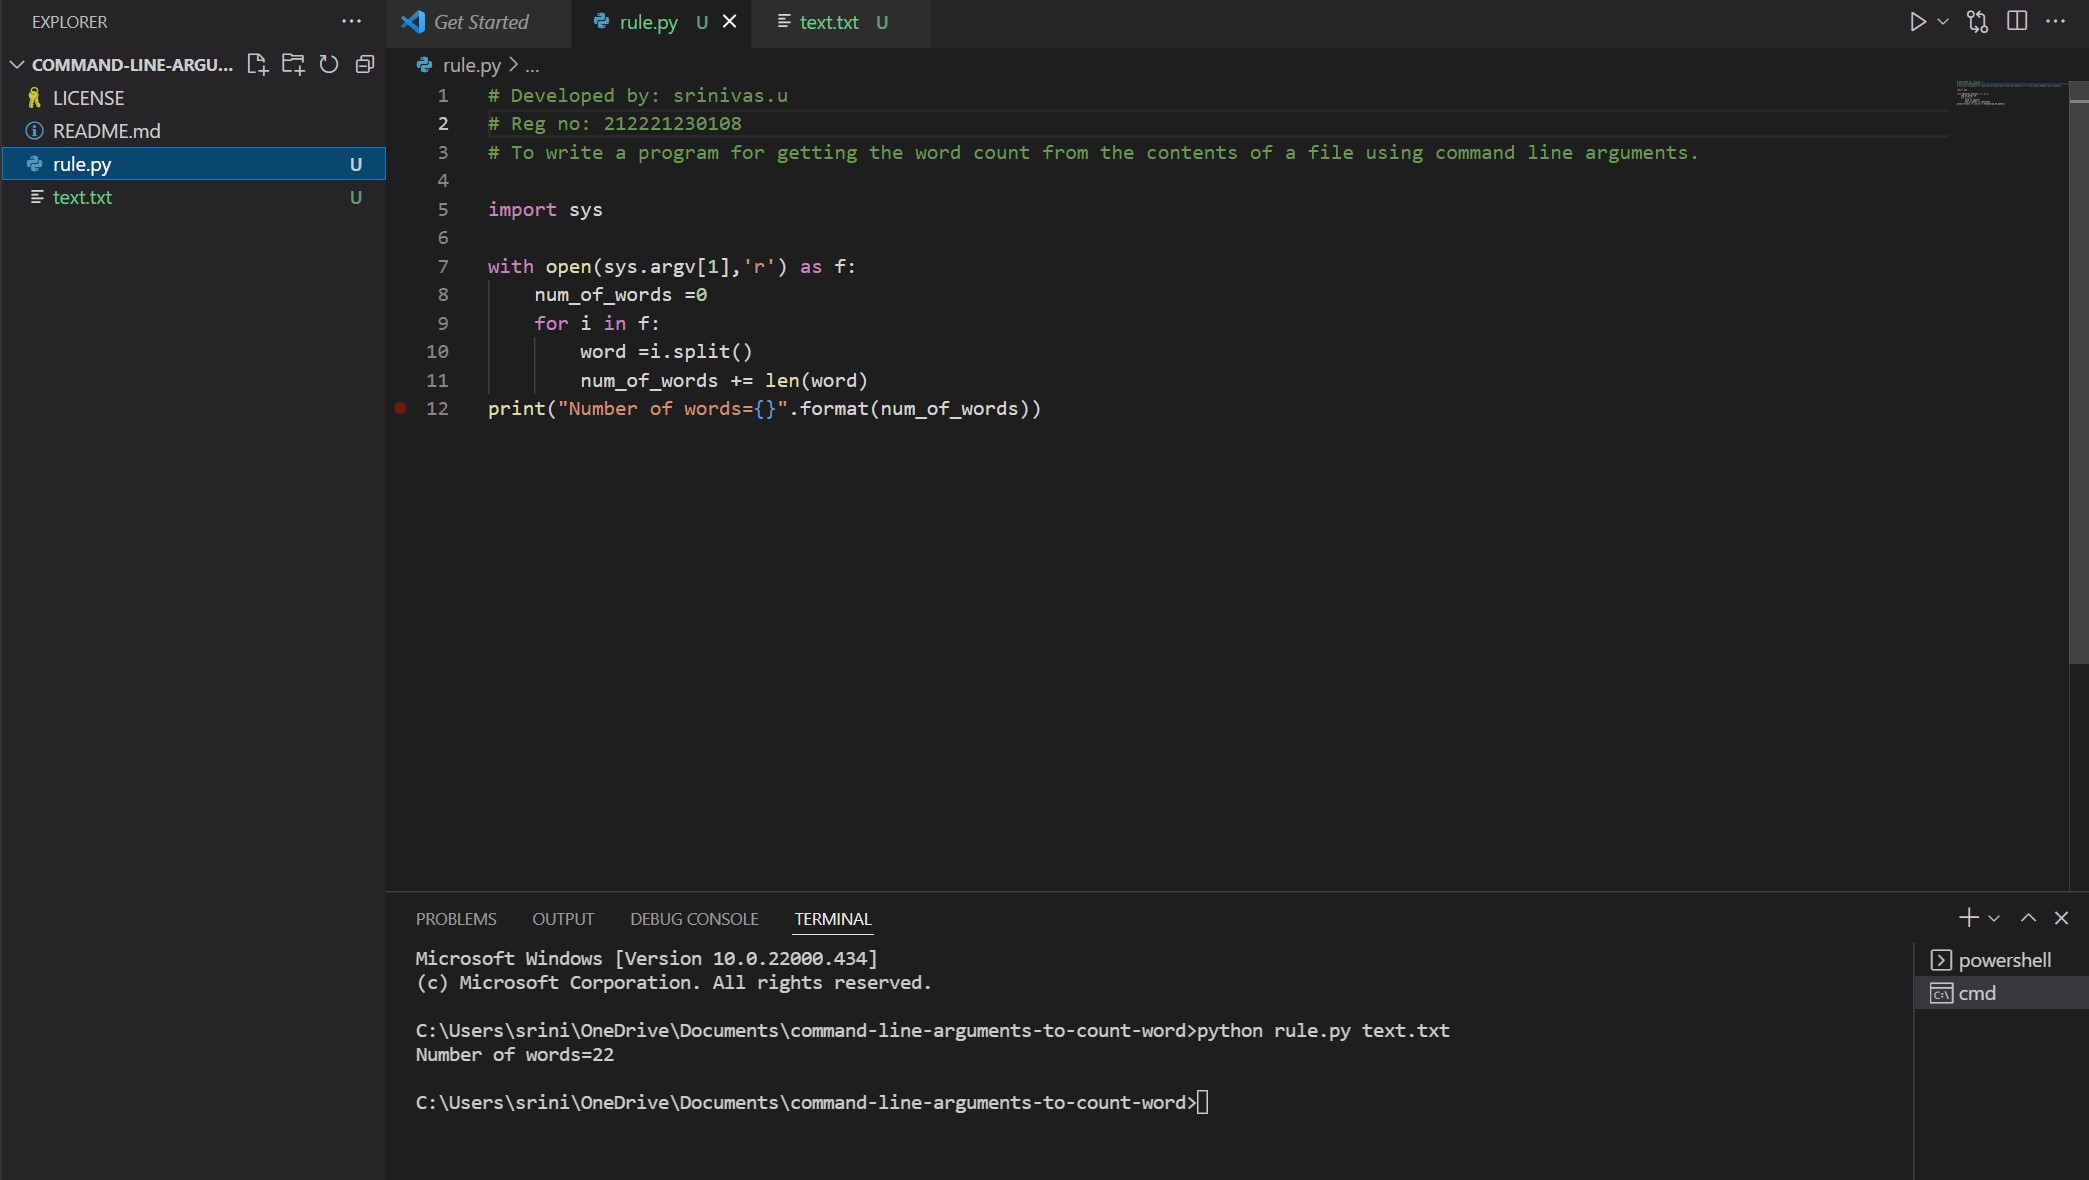 EXPLORER
COMMAND-LINE-ARGU...
LICENSE
README.md
rule.py U
text.txt U
Get Started
rule.py U
text.txt U
rule.py > ...
1 # Developed by: srinivas.u
2 # Reg no: 212221230108
3 # To write a program for getting the word count from the contents of a file using command line arguments.
4
5 import sys
6
7 with open(sys.argv[1],'r') as f:
8     num_of_words =0
9     for i in f:
10         word =i.split()
11         num_of_words += len(word)
12 print("Number of words={}".format(num_of_words))
PROBLEMS OUTPUT DEBUG CONSOLE TERMINAL
Microsoft Windows [Version 10.0.22000.434]
(c) Microsoft Corporation. All rights reserved.
C:\Users\srini\OneDrive\Documents\command-line-arguments-to-count-word>python rule.py text.txt
Number of words=22
C:\Users\srini\OneDrive\Documents\command-line-arguments-to-count-word>
powershell
cmd